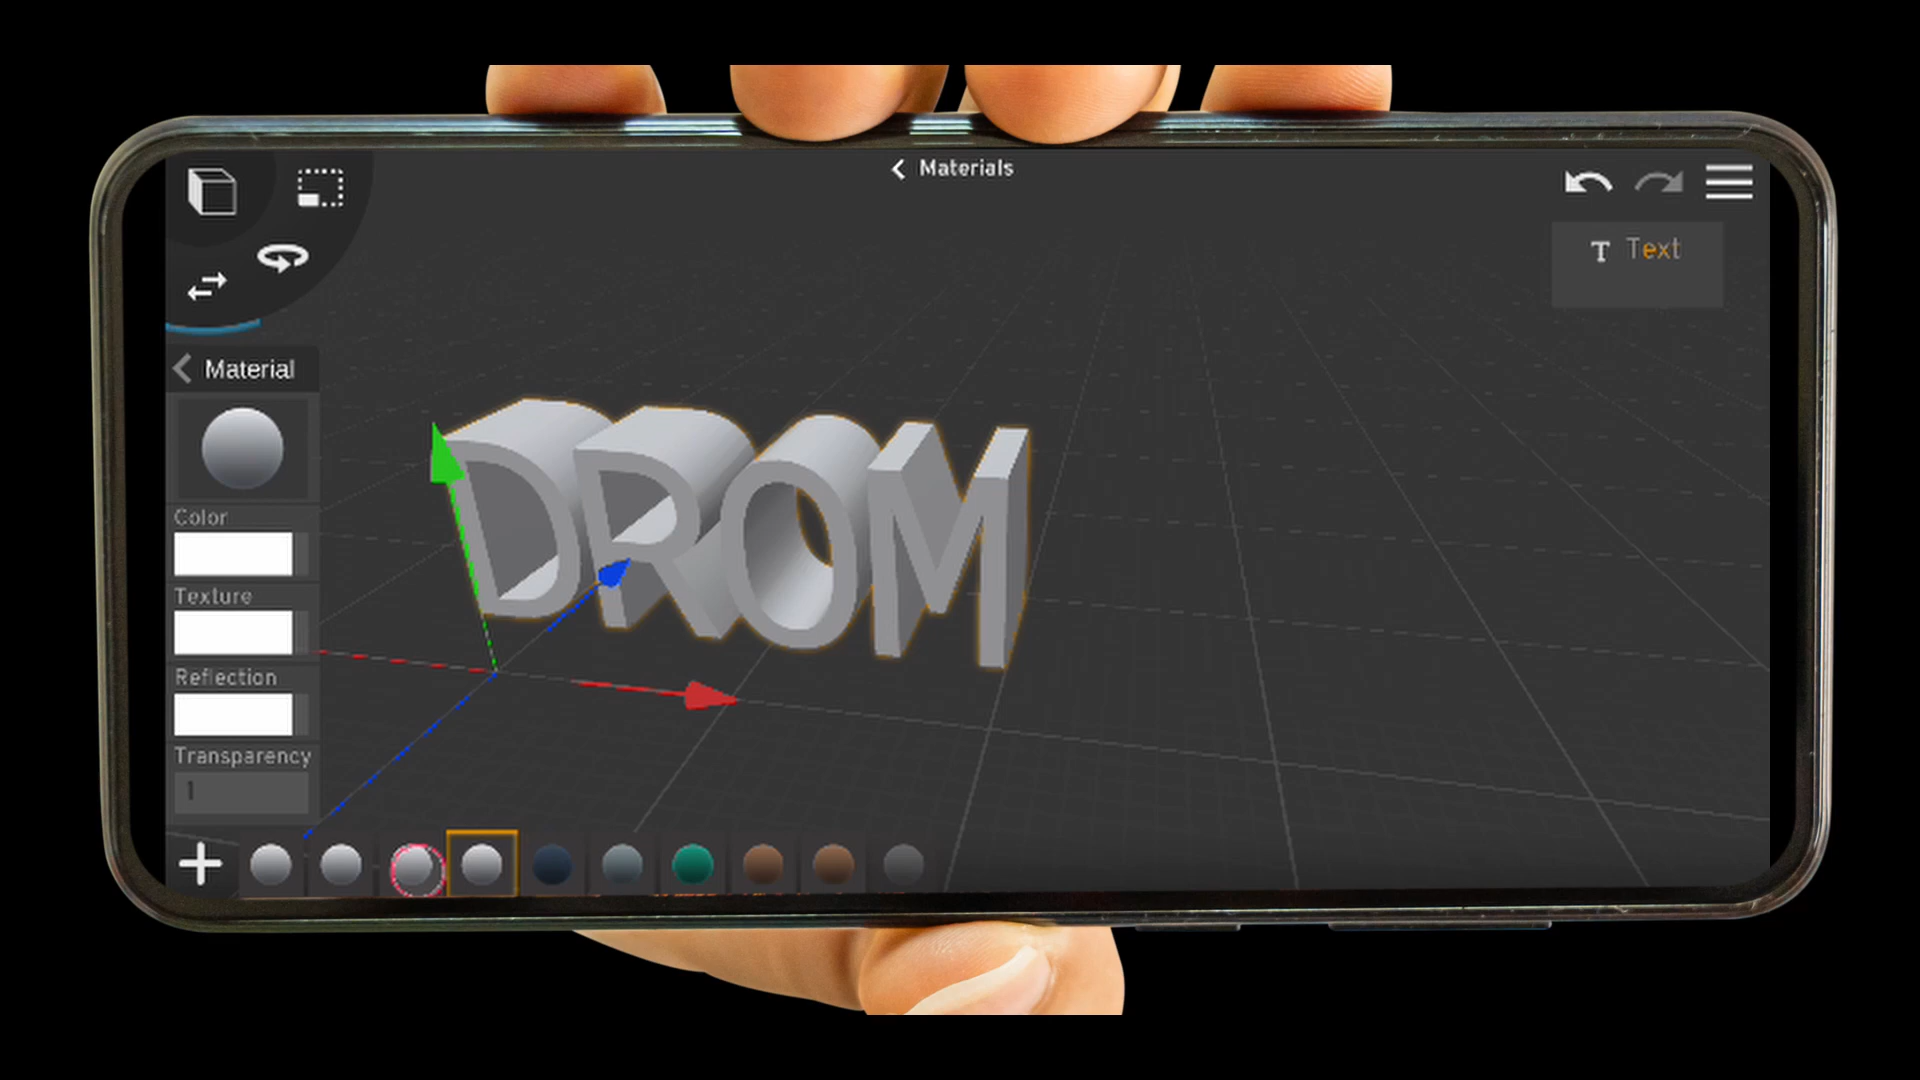 Materials
T Text
Material
Color
Texture
Reflection
Transparency
1
DROM